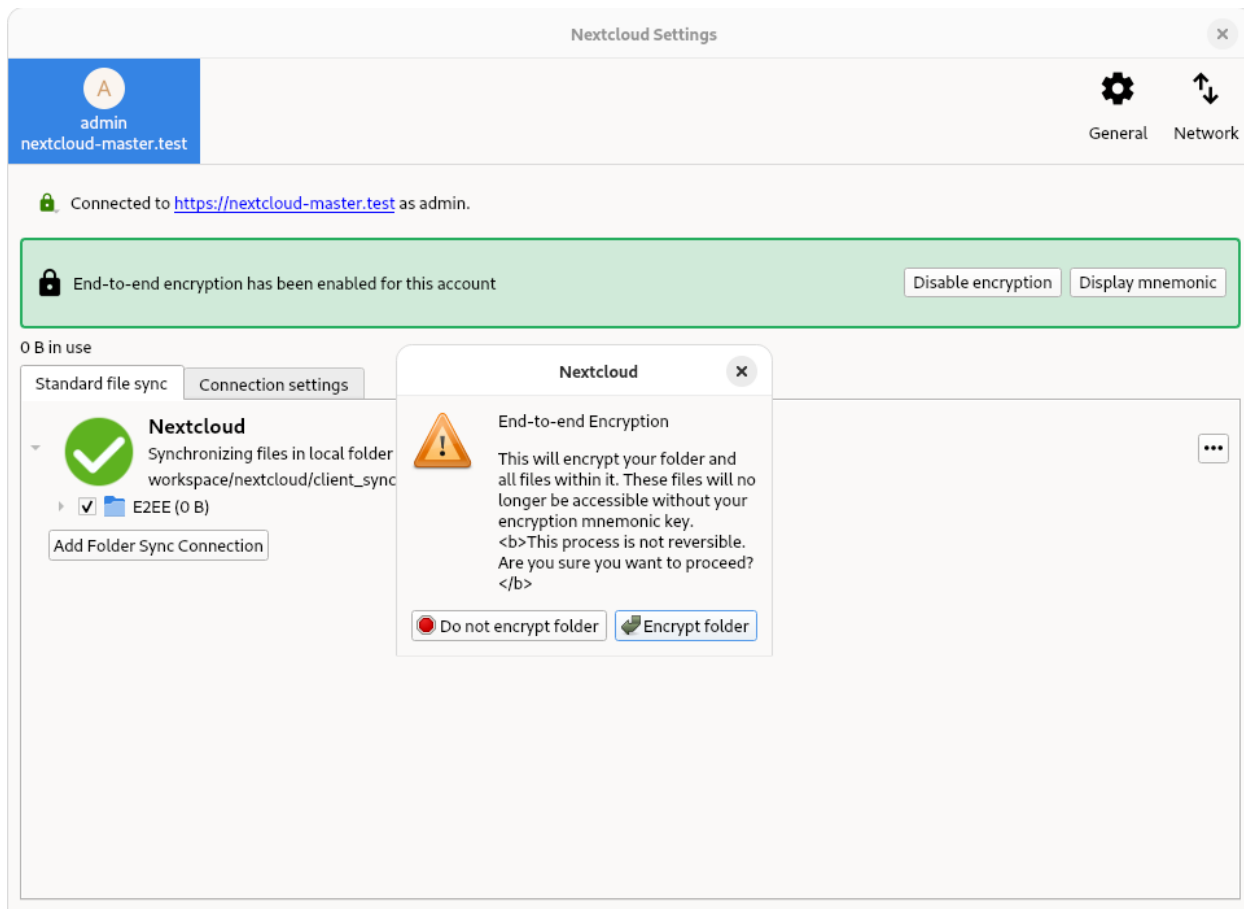 Nextcloud Settings
A
admin
nextcloud-master.test
General
Network
Connected to https://nextcloud-master.test as admin.
End-to-end encryption has been enabled for this account
Disable encryption
Display mnemonic
0 B in use
Standard file sync
Connection settings
Nextcloud
Synchronizing files in local folder
workspace/nextcloud/client_sync
E2EE (0 B)
Add Folder Sync Connection
Nextcloud
End-to-end Encryption
This will encrypt your folder and
all files within it. These files will no
longer be accessible without your
encryption mnemonic key.
<b>This process is not reversible.
Are you sure you want to proceed?
</b>
Do not encrypt folder
Encrypt folder